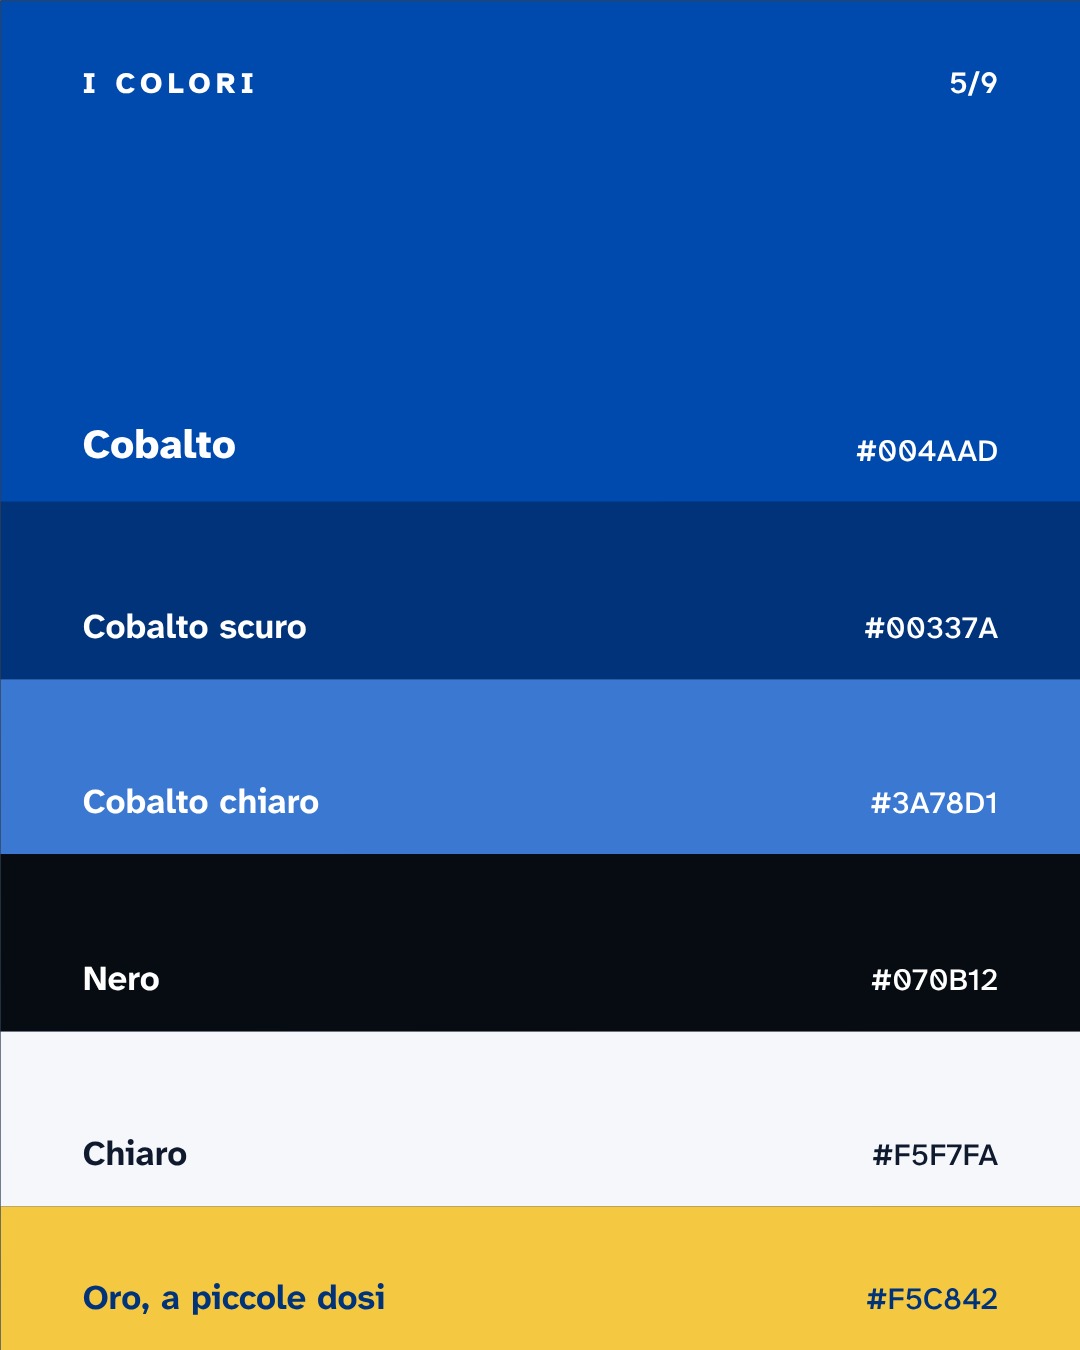 I COLORI 5/9
Cobalto #004AAD
Cobalto scuro #00337A
Cobalto chiaro #3A78D1
Nero #070B12
Chiaro #F5F7FA
Oro, a piccole dosi #F5C842